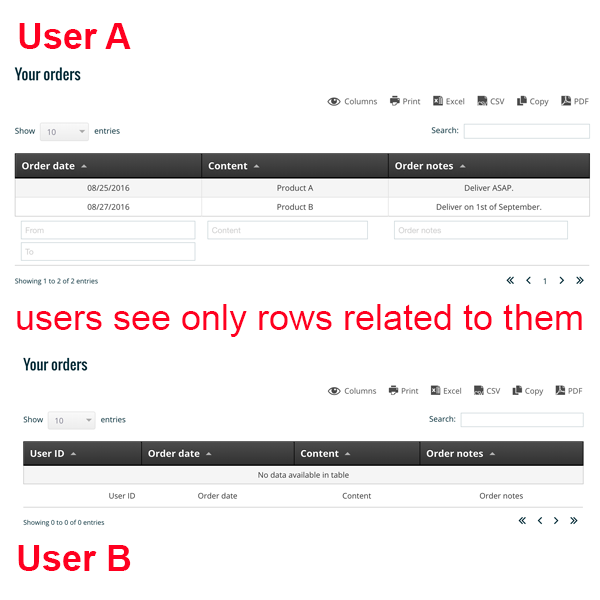 User A
Your orders
Columns Print Excel CSV Copy PDF
Show 10 entries Search:
Order date Content Order notes
08/25/2016 Product A Deliver ASAP.
08/27/2016 Product B Deliver on 1st of September.
From Content Order notes
To
Showing 1 to 2 of 2 entries 1
users see only rows related to them
Your orders
Columns Print Excel CSV Copy PDF
Show 10 entries Search:
User ID Order date Content Order notes
No data available in table
User ID Order date Content Order notes
Showing 0 to 0 of 0 entries
User B